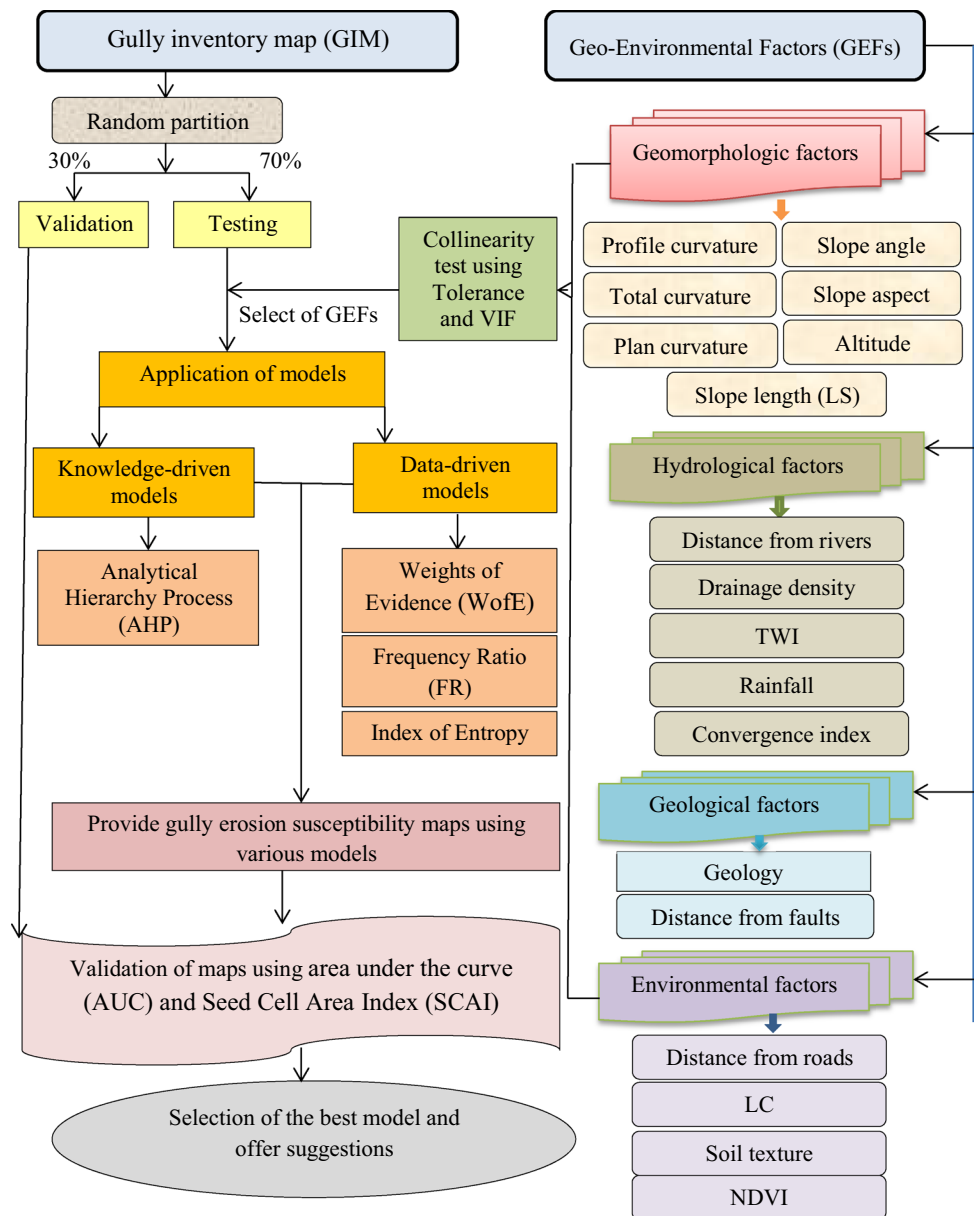 Gully inventory map (GIM)
Random partition
30%
70%
Validation
Testing
Collinearity
test using
Tolerance
and VIF
Select of GEFs
Application of models
Knowledge-driven
models
Data-driven
models
Analytical
Hierarchy Process
(AHP)
Weights of
Evidence (WofE)
Frequency Ratio
(FR)
Index of Entropy
Provide gully erosion susceptibility maps using
various models
Validation of maps using area under the curve
(AUC) and Seed Cell Area Index (SCAI)
Selection of the best model and
offer suggestions
Geo-Environmental Factors (GEFs)
Geomorphologic factors
Profile curvature
Slope angle
Total curvature
Slope aspect
Plan curvature
Altitude
Slope length (LS)
Hydrological factors
Distance from rivers
Drainage density
TWI
Rainfall
Convergence index
Geological factors
Geology
Distance from faults
Environmental factors
Distance from roads
LC
Soil texture
NDVI